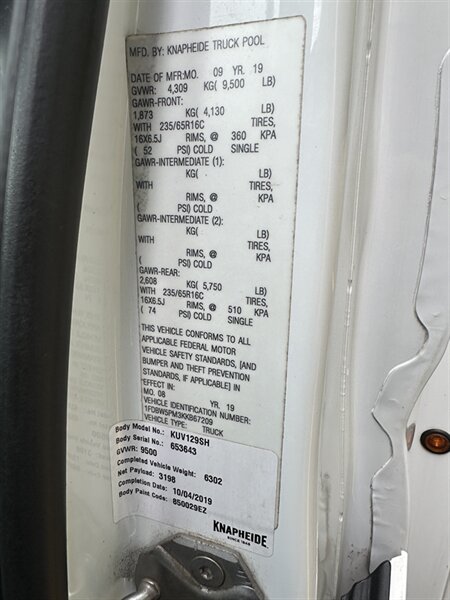 MFD. BY: KNAPHEIDE TRUCK POOL
DATE OF MFR:MO. 09 YR. 19
GVWR: 4,309 KG( 9,500 LB)
GAWR-FRONT:
1,873 KG( 4,130 LB)
WITH 235/65R16C TIRES,
16X6.5J RIMS, @ 360 KPA
( 52 PSI) COLD SINGLE
GAWR-INTERMEDIATE (1):
KG( LB)
WITH TIRES,
RIMS, @ KPA
( PSI) COLD
GAWR-INTERMEDIATE (2):
KG( LB)
WITH TIRES,
RIMS, @ KPA
( PSI) COLD
GAWR-REAR:
2,608 KG( 5,750 LB)
WITH 235/65R16C TIRES,
16X6.5J RIMS, @ 510 KPA
( 74 PSI) COLD SINGLE
THIS VEHICLE CONFORMS TO ALL
APPLICABLE FEDERAL MOTOR
VEHICLE SAFETY STANDARDS, [AND
BUMPER AND THEFT PREVENTION
STANDARDS, IF APPLICABLE] IN
EFFECT IN:
MO. 08 YR. 19
VEHICLE IDENTIFICATION NUMBER:
1FDBW5PM3KKB67209
VEHICLE TYPE: TRUCK
Body Model No.: KUV129SH
Body Serial No.: 653643
GVWR: 9500
Completed Vehicle Weight: 6302
Net Payload: 3198
Completion Date: 10/04/2019
Body Paint Code: 850029EZ
KNAPHEIDE
SINCE 1848